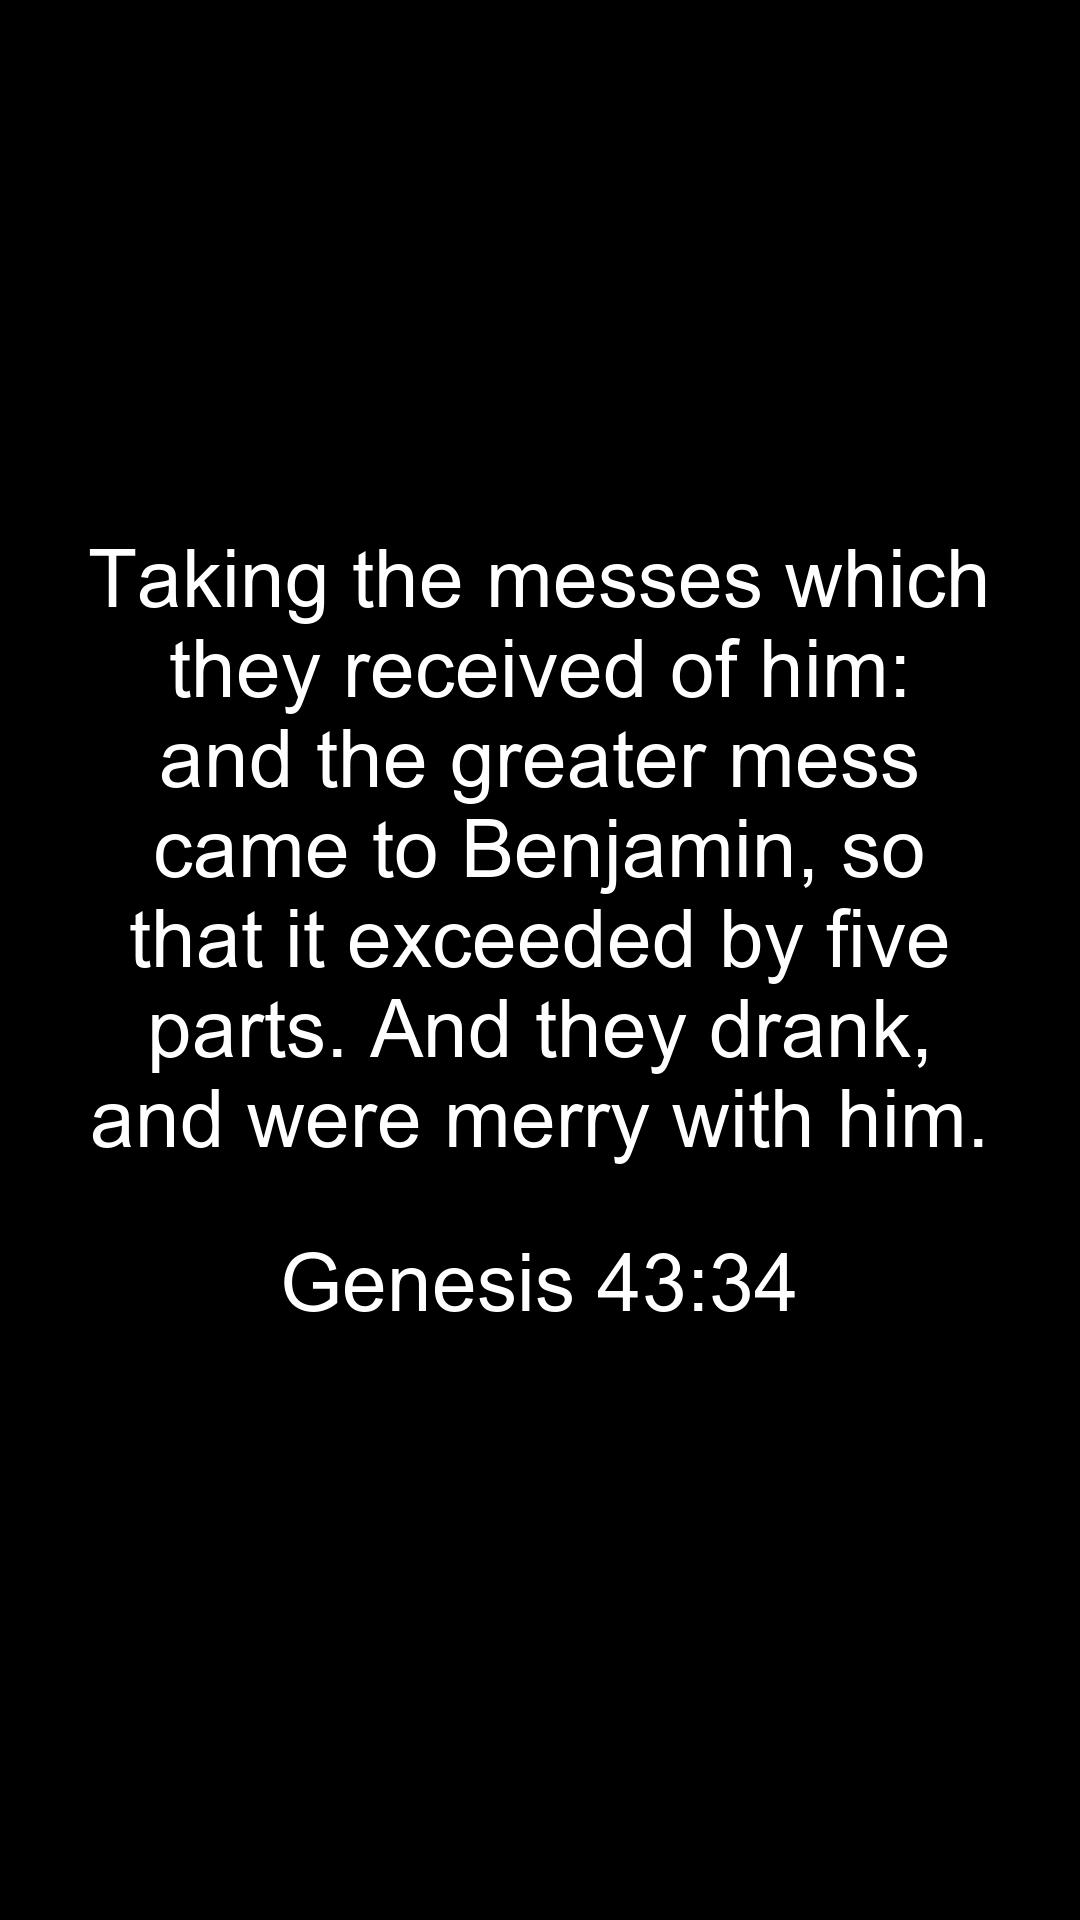 Taking the messes which
they received of him:
and the greater mess
came to Benjamin, so
that it exceeded by five
parts. And they drank,
and were merry with him.
Genesis 43:34